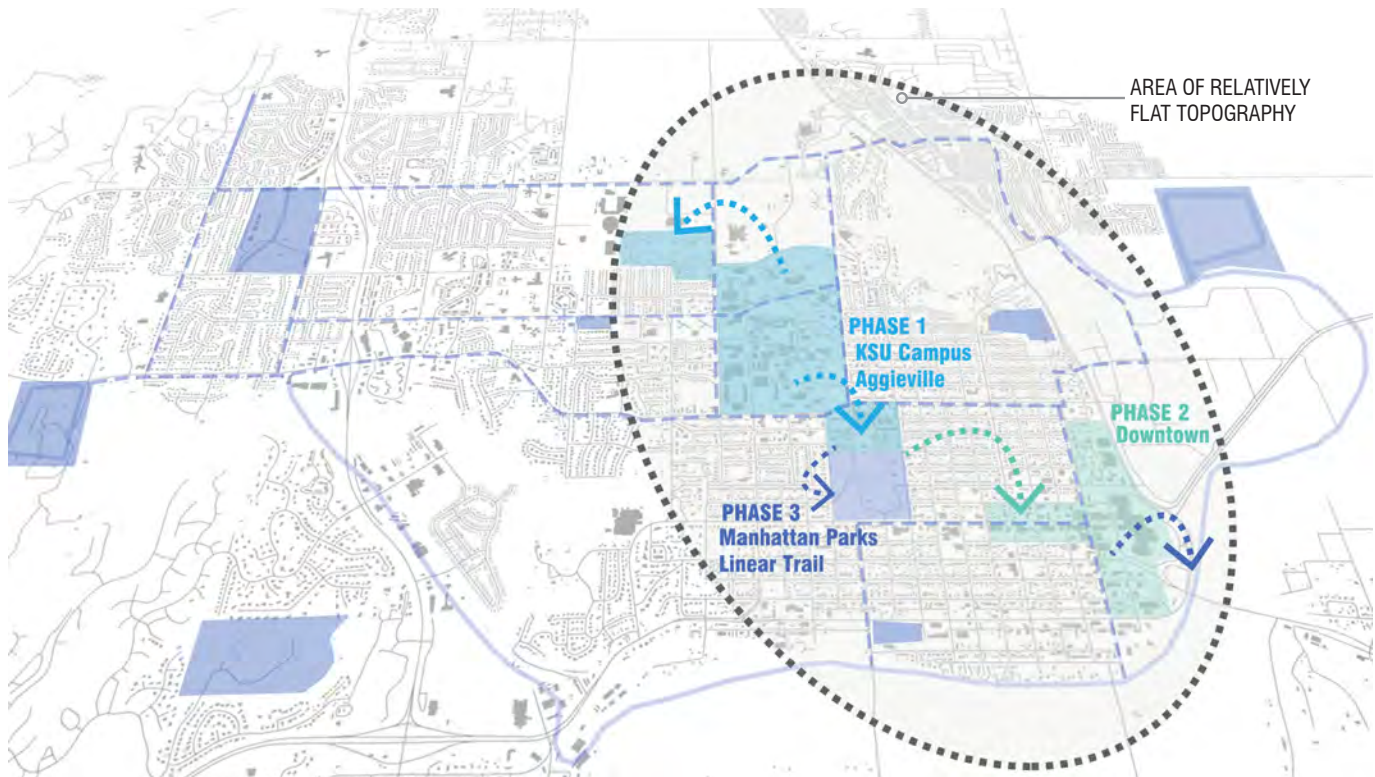 AREA OF RELATIVELY
FLAT TOPOGRAPHY
PHASE 1
KSU Campus
Aggieville
PHASE 2
Downtown
PHASE 3
Manhattan Parks
Linear Trail